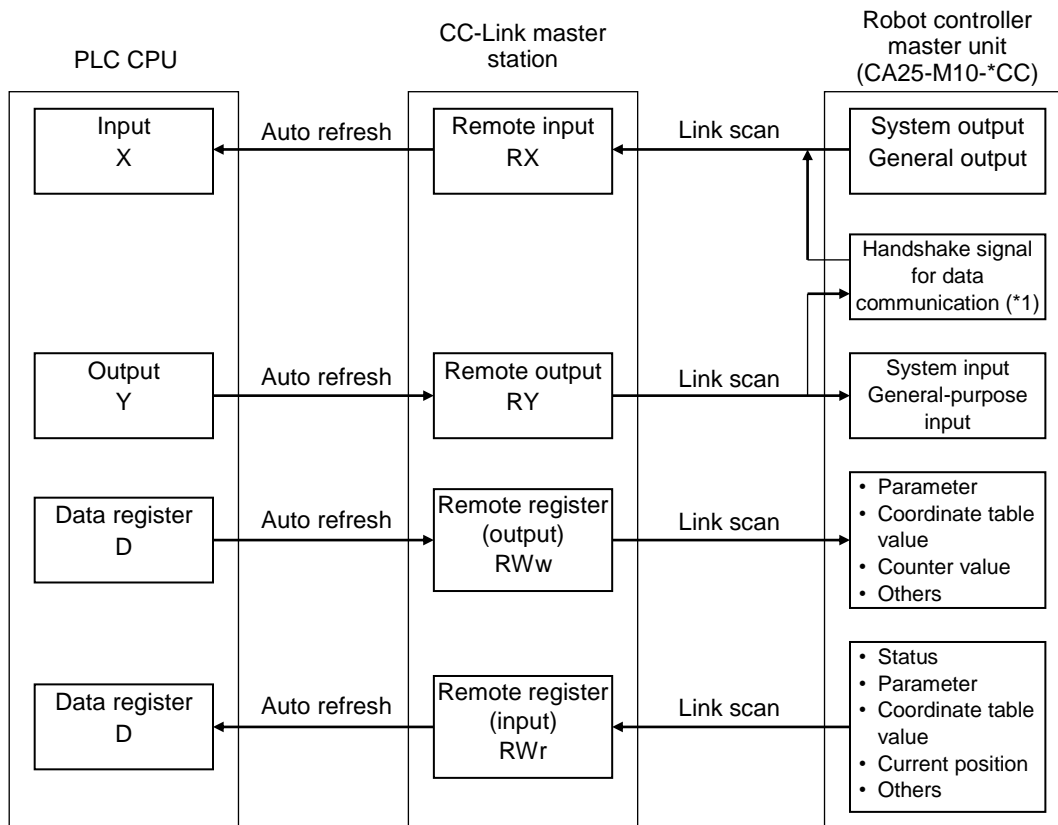 PLC CPU
CC-Link master
station
Robot controller
master unit
(CA25-M10-*CC)
Input
X
Auto refresh
Remote input
RX
Link scan
System output
General output
Handshake signal
for data
communication (*1)
Output
Y
Auto refresh
Remote output
RY
Link scan
System input
General-purpose
input
Data register
D
Auto refresh
Remote register
(output)
RWw
Link scan
• Parameter
• Coordinate table
value
• Counter value
• Others
Data register
D
Auto refresh
Remote register
(input)
RWr
Link scan
• Status
• Parameter
• Coordinate table
value
• Current position
• Others